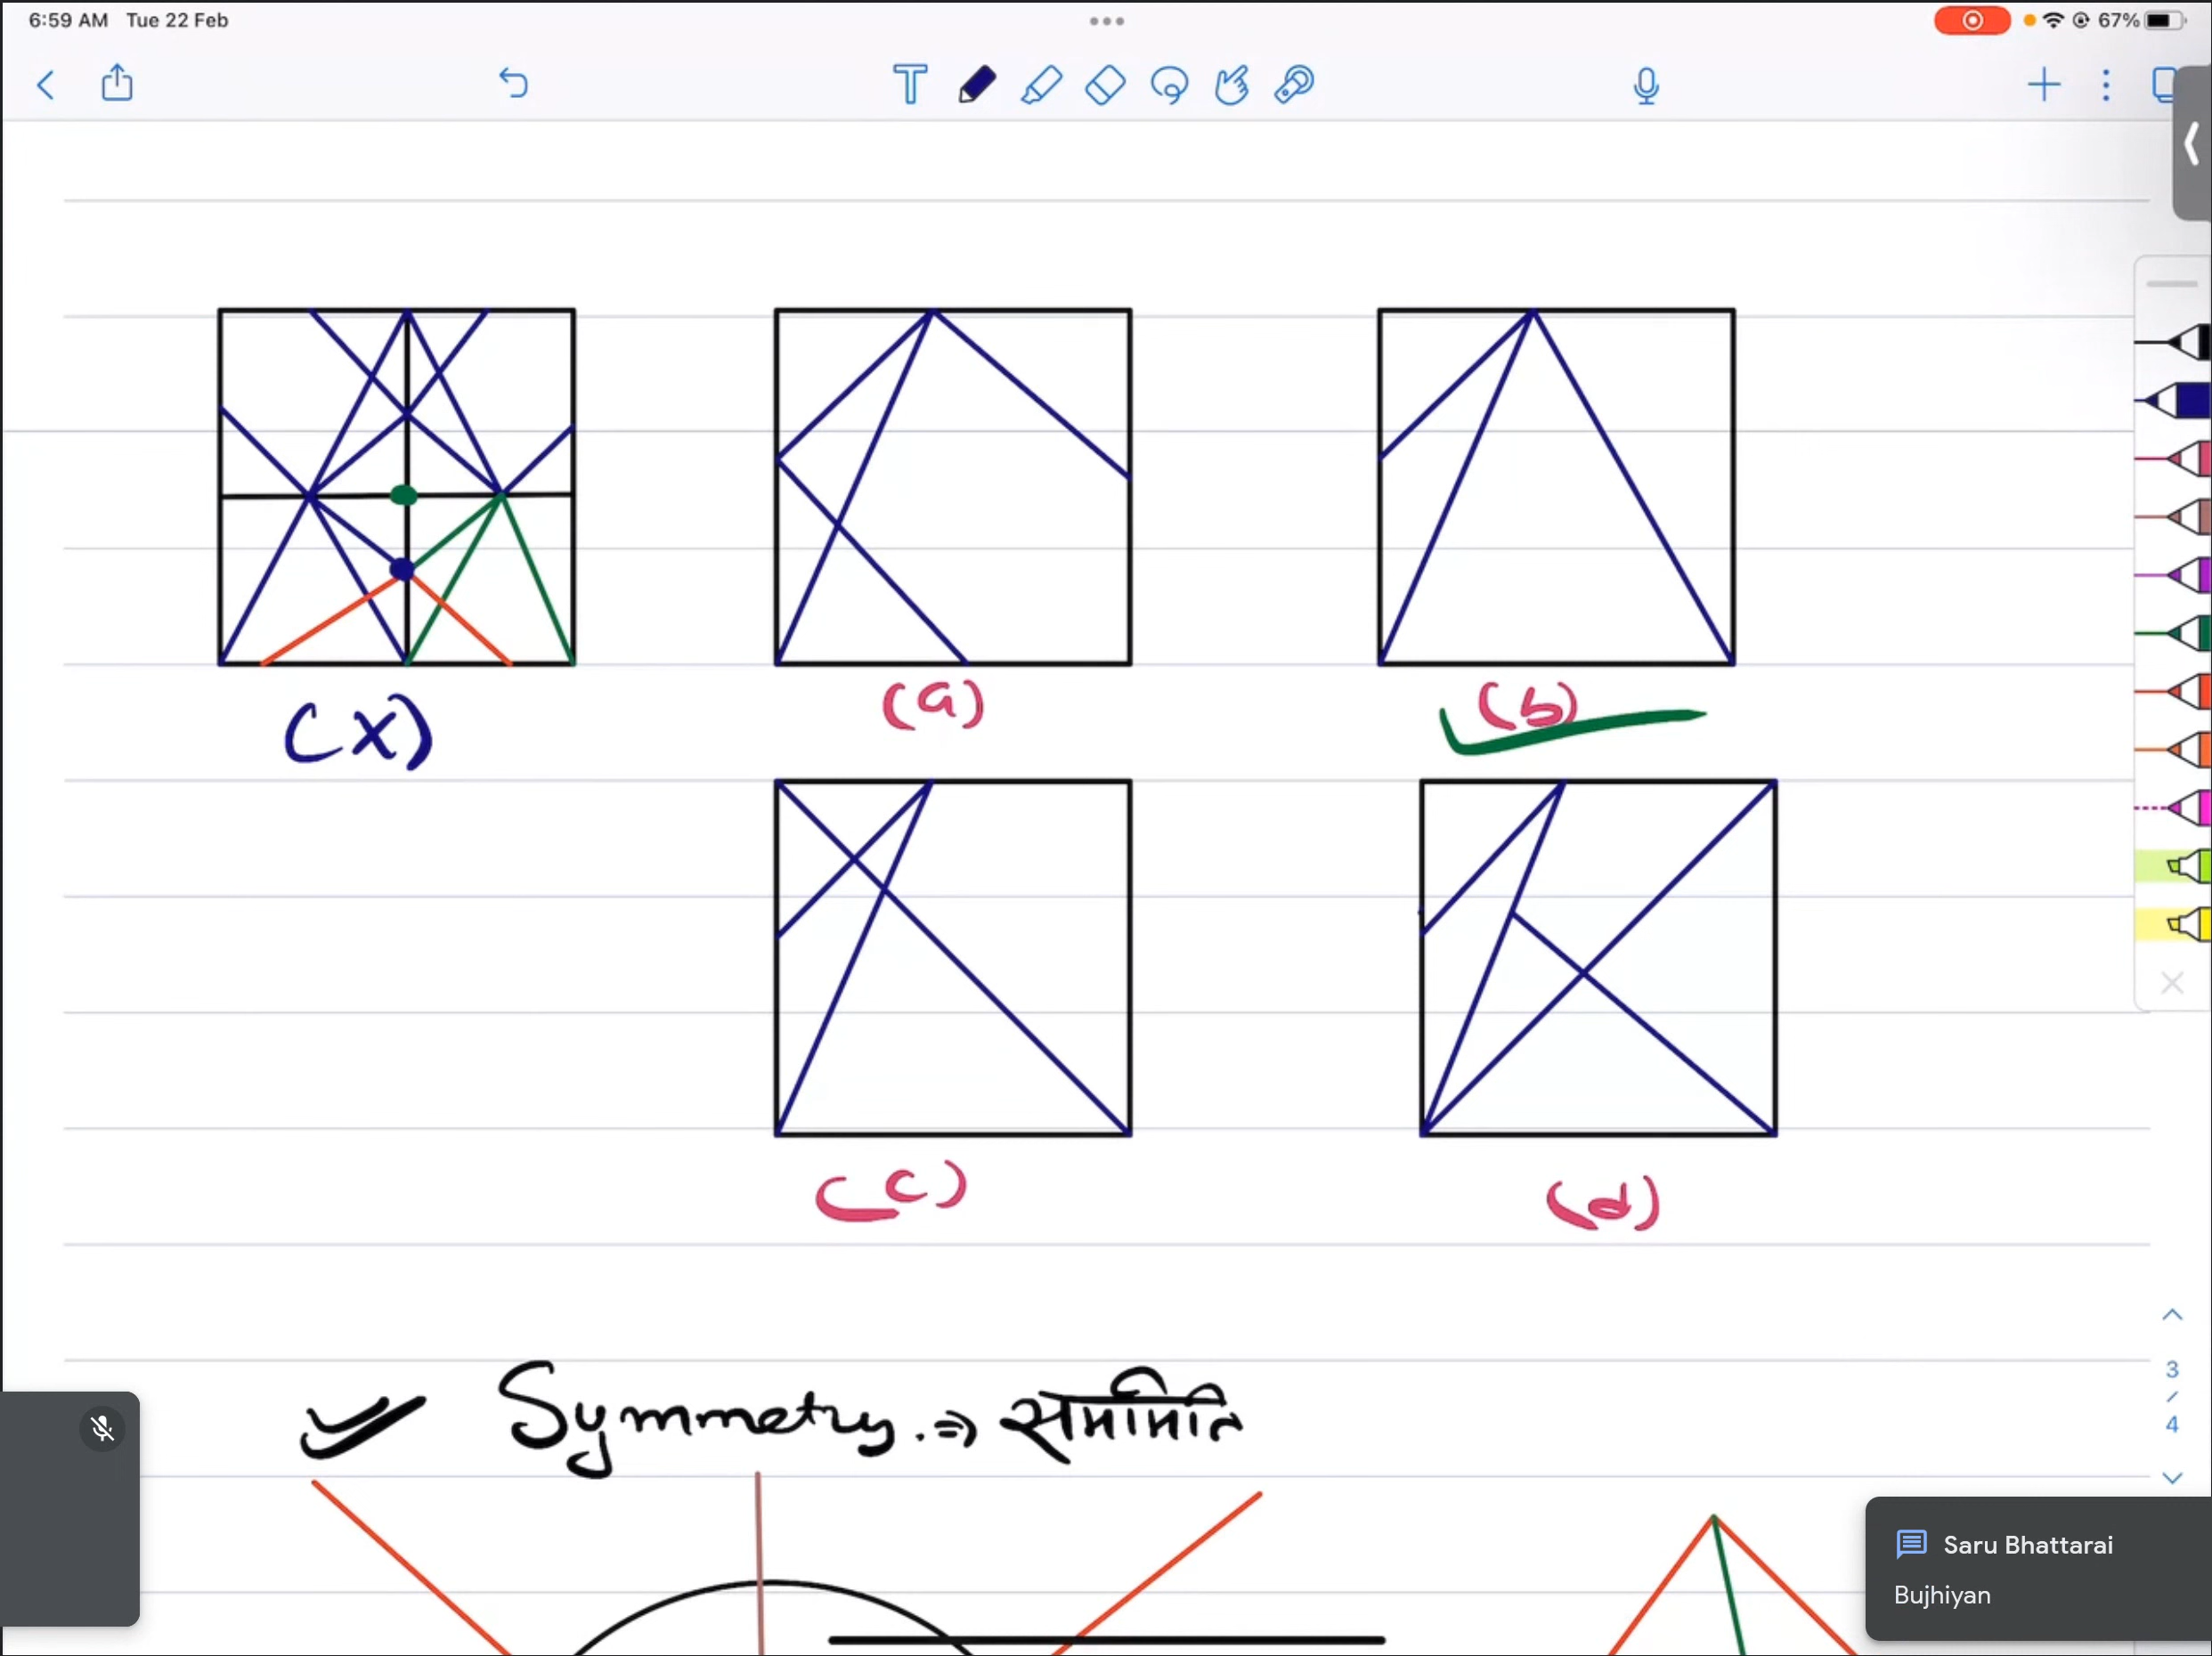 6:59 AM Tue 22 Feb
67%
T
(x)
(a)
(b)
(c)
(d)
Symmetry. ⇒ समिति
3
/
4
Saru Bhattarai
Bujhiyan